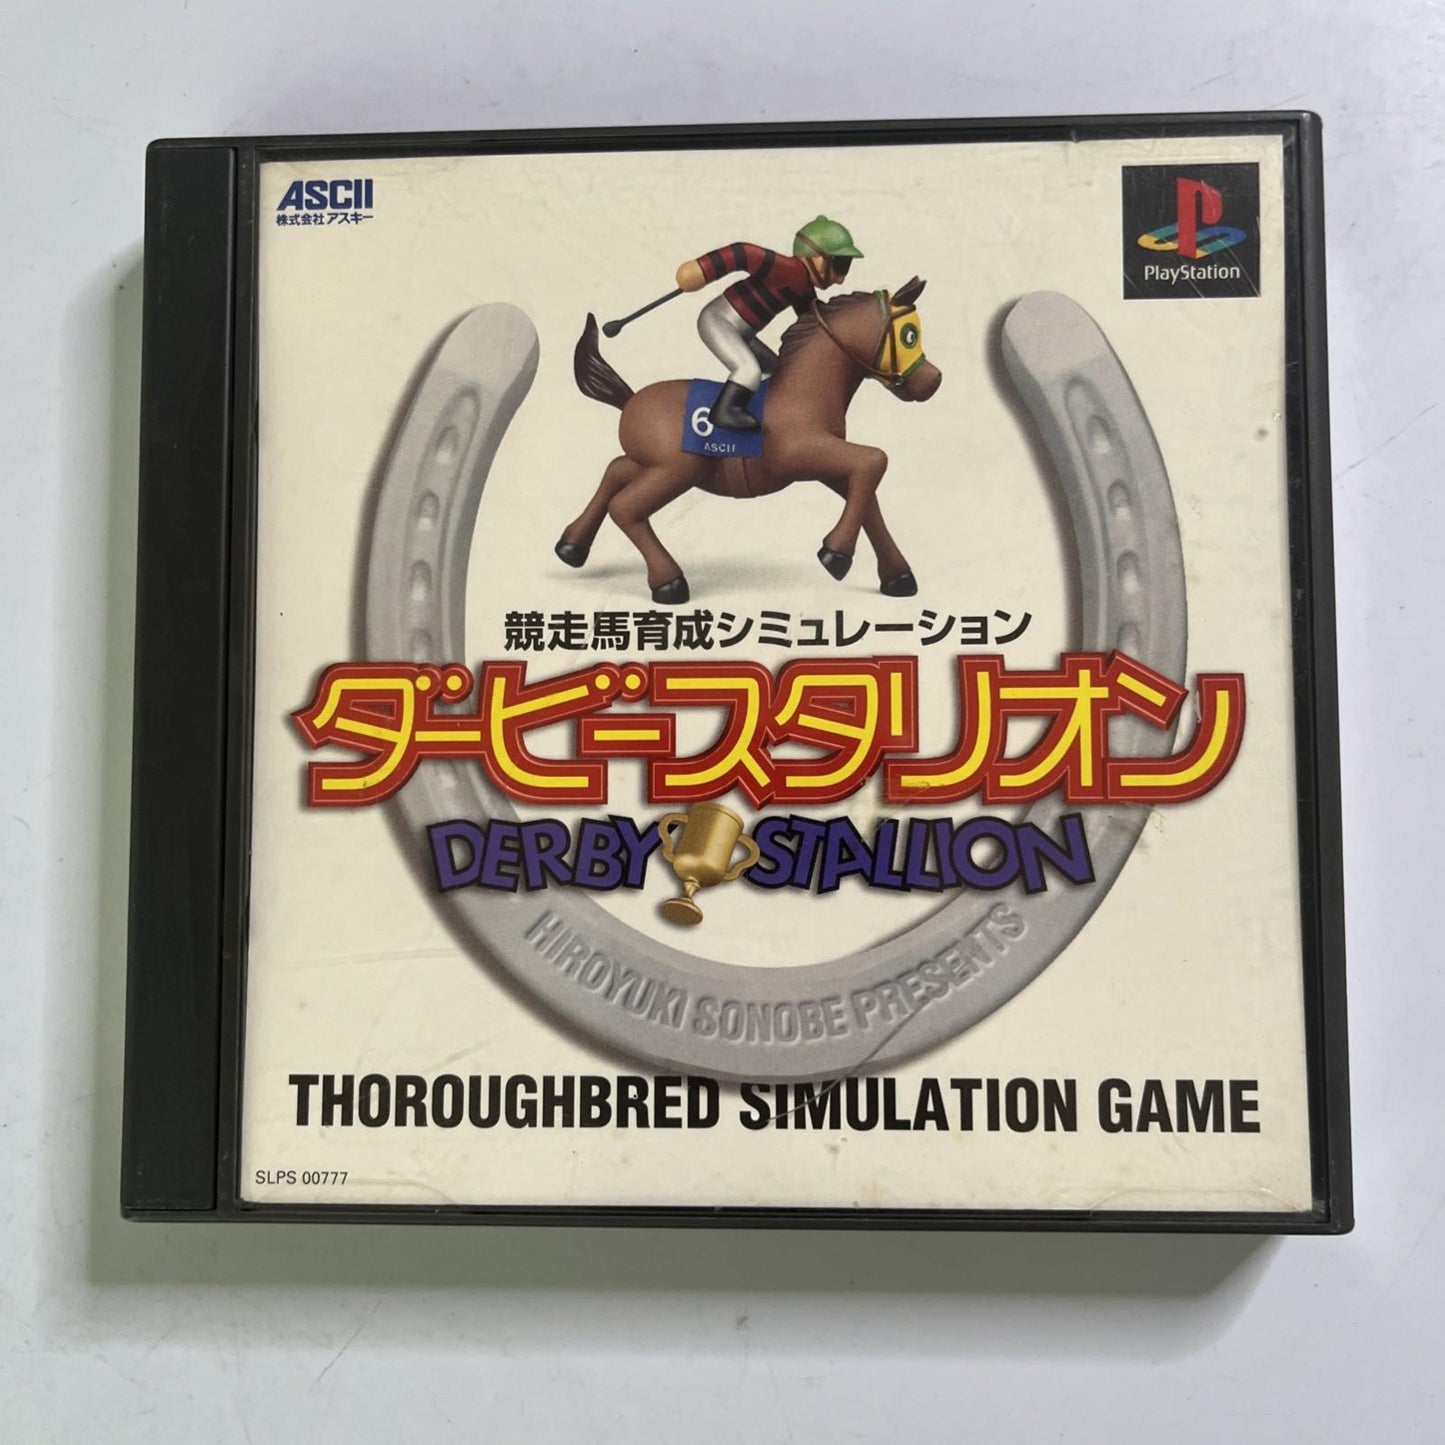 ASCII
株式会社アスキー
PlayStation
6
ASCII
競走馬育成シミュレーション
ダービースタリオン
DERBY STALLION
HIROYUKI SONOBE PRESENTS
THOROUGHBRED SIMULATION GAME
SLPS 00777